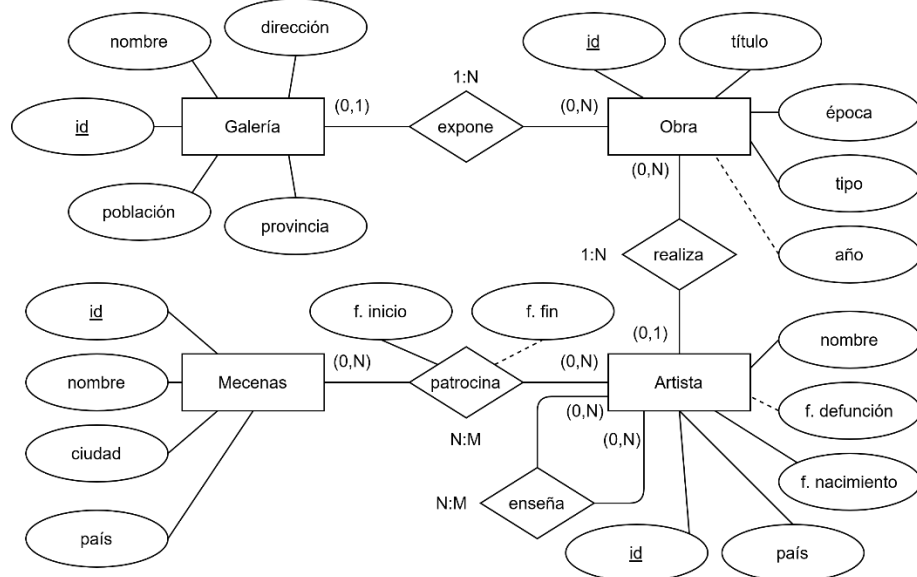 nombre
dirección
id
título
1:N
(0,1)
(0,N)
id
Galería
expone
Obra
época
(0,N)
tipo
población
provincia
1:N
realiza
año
id
f. inicio
f. fin
(0,1)
nombre
(0,N)
(0,N)
nombre
Mecenas
patrocina
Artista
(0,N)
f. defunción
(0,N)
N:M
ciudad
f. nacimiento
N:M
enseña
país
id
país